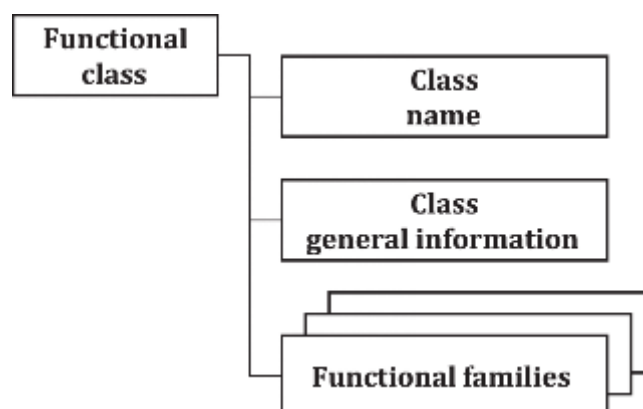 Functional
class
Class
name
Class
general information
Functional families